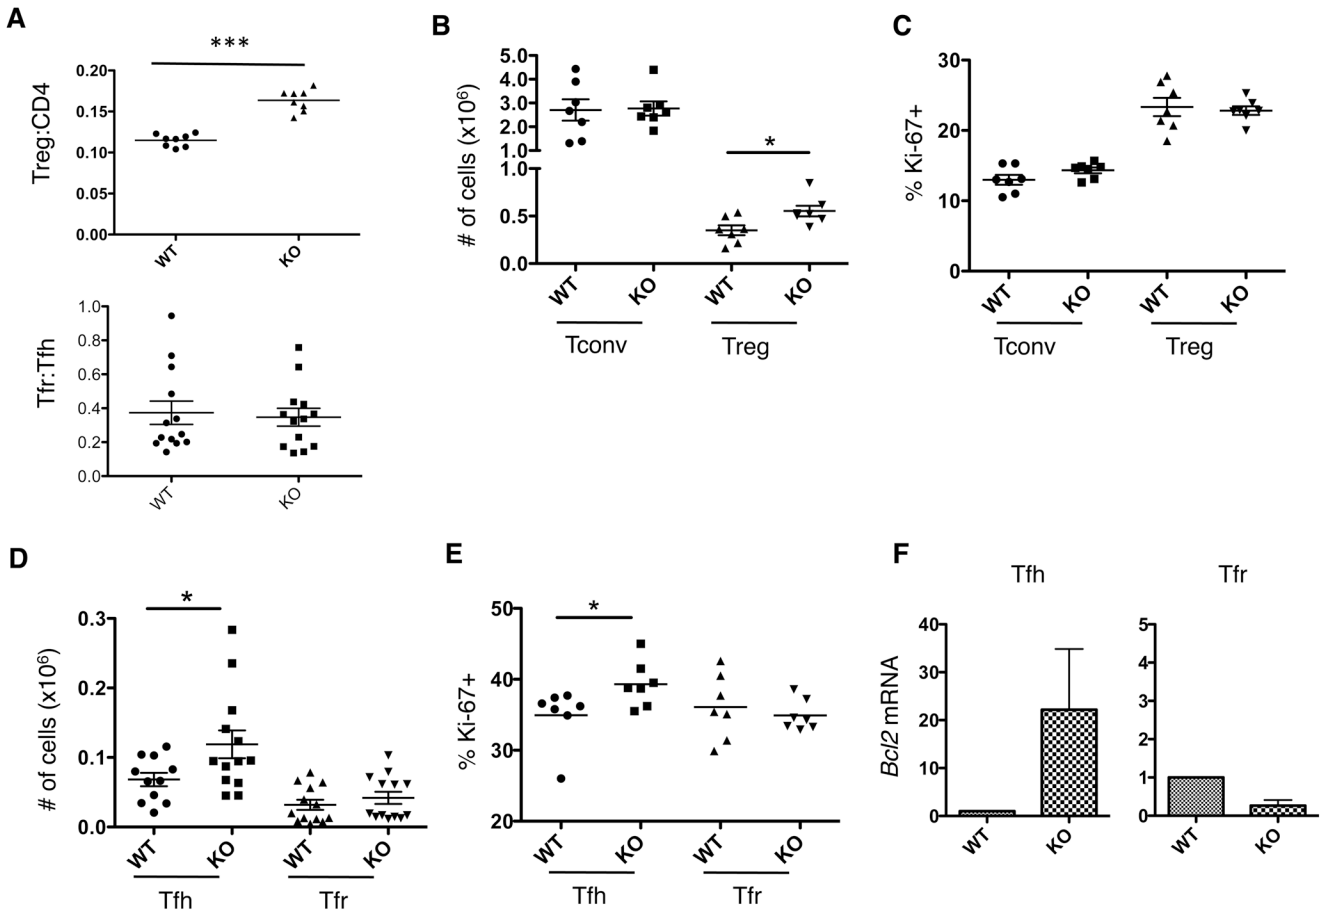 A
***
Treg:CD4
0.20
0.15
0.10
0.05
0.00
WT
KO
Tfr:Tfh
1.0
0.8
0.6
0.4
0.2
0.0
WT
KO
B
# of cells (x10⁶)
5.0
4.0
3.0
2.0
1.0
1.0
0.5
0.0
*
WT
KO
WT
KO
Tconv
Treg
C
% Ki-67+
30
20
10
0
WT
KO
WT
KO
Tconv
Treg
D
# of cells (x10⁶)
0.3
0.2
0.1
0.0
*
WT
KO
WT
KO
Tfh
Tfr
E
% Ki-67+
50
40
30
20
*
WT
KO
WT
KO
Tfh
Tfr
F
Tfh
Bcl2 mRNA
40
30
20
10
0
WT
KO
Tfr
5
4
3
2
1
0
WT
KO